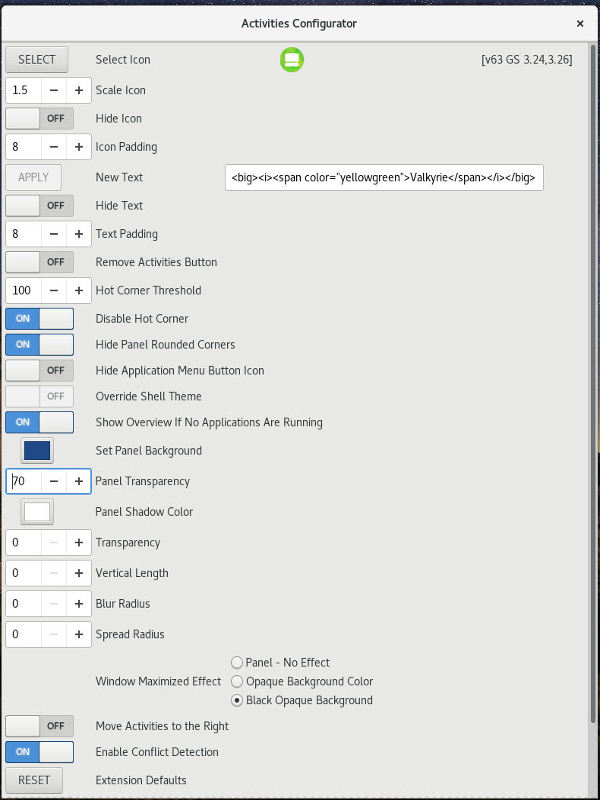 Activities Configurator ×
SELECT Select Icon [v63 GS 3.24,3.26]
1.5 − + Scale Icon
OFF Hide Icon
8 − + Icon Padding
APPLY New Text <big><i><span color="yellowgreen">Valkyrie</span></i></big>
OFF Hide Text
8 − + Text Padding
OFF Remove Activities Button
100 − + Hot Corner Threshold
ON Disable Hot Corner
ON Hide Panel Rounded Corners
OFF Hide Application Menu Button Icon
OFF Override Shell Theme
ON Show Overview If No Applications Are Running
Set Panel Background
70 − + Panel Transparency
Panel Shadow Color
0 − + Transparency
0 − + Vertical Length
0 − + Blur Radius
0 − + Spread Radius
Panel - No Effect
Window Maximized Effect Opaque Background Color
Black Opaque Background
OFF Move Activities to the Right
ON Enable Conflict Detection
RESET Extension Defaults